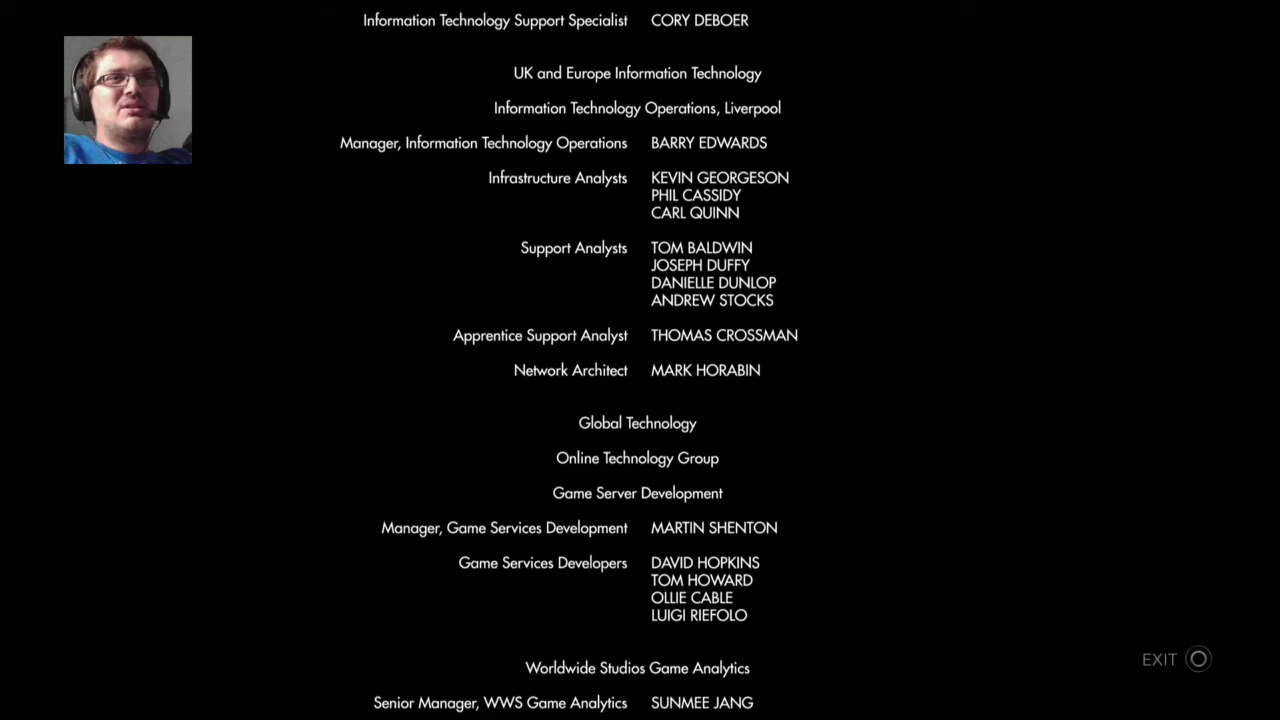 Information Technology Support Specialist CORY DEBOER
UK and Europe Information Technology
Information Technology Operations, Liverpool
Manager, Information Technology Operations BARRY EDWARDS
Infrastructure Analysts KEVIN GEORGESON
PHIL CASSIDY
CARL QUINN
Support Analysts TOM BALDWIN
JOSEPH DUFFY
DANIELLE DUNLOP
ANDREW STOCKS
Apprentice Support Analyst THOMAS CROSSMAN
Network Architect MARK HORABIN
Global Technology
Online Technology Group
Game Server Development
Manager, Game Services Development MARTIN SHENTON
Game Services Developers DAVID HOPKINS
TOM HOWARD
OLLIE CABLE
LUIGI RIEFOLO
EXIT
Worldwide Studios Game Analytics
Senior Manager, WWS Game Analytics SUNMEE JANG